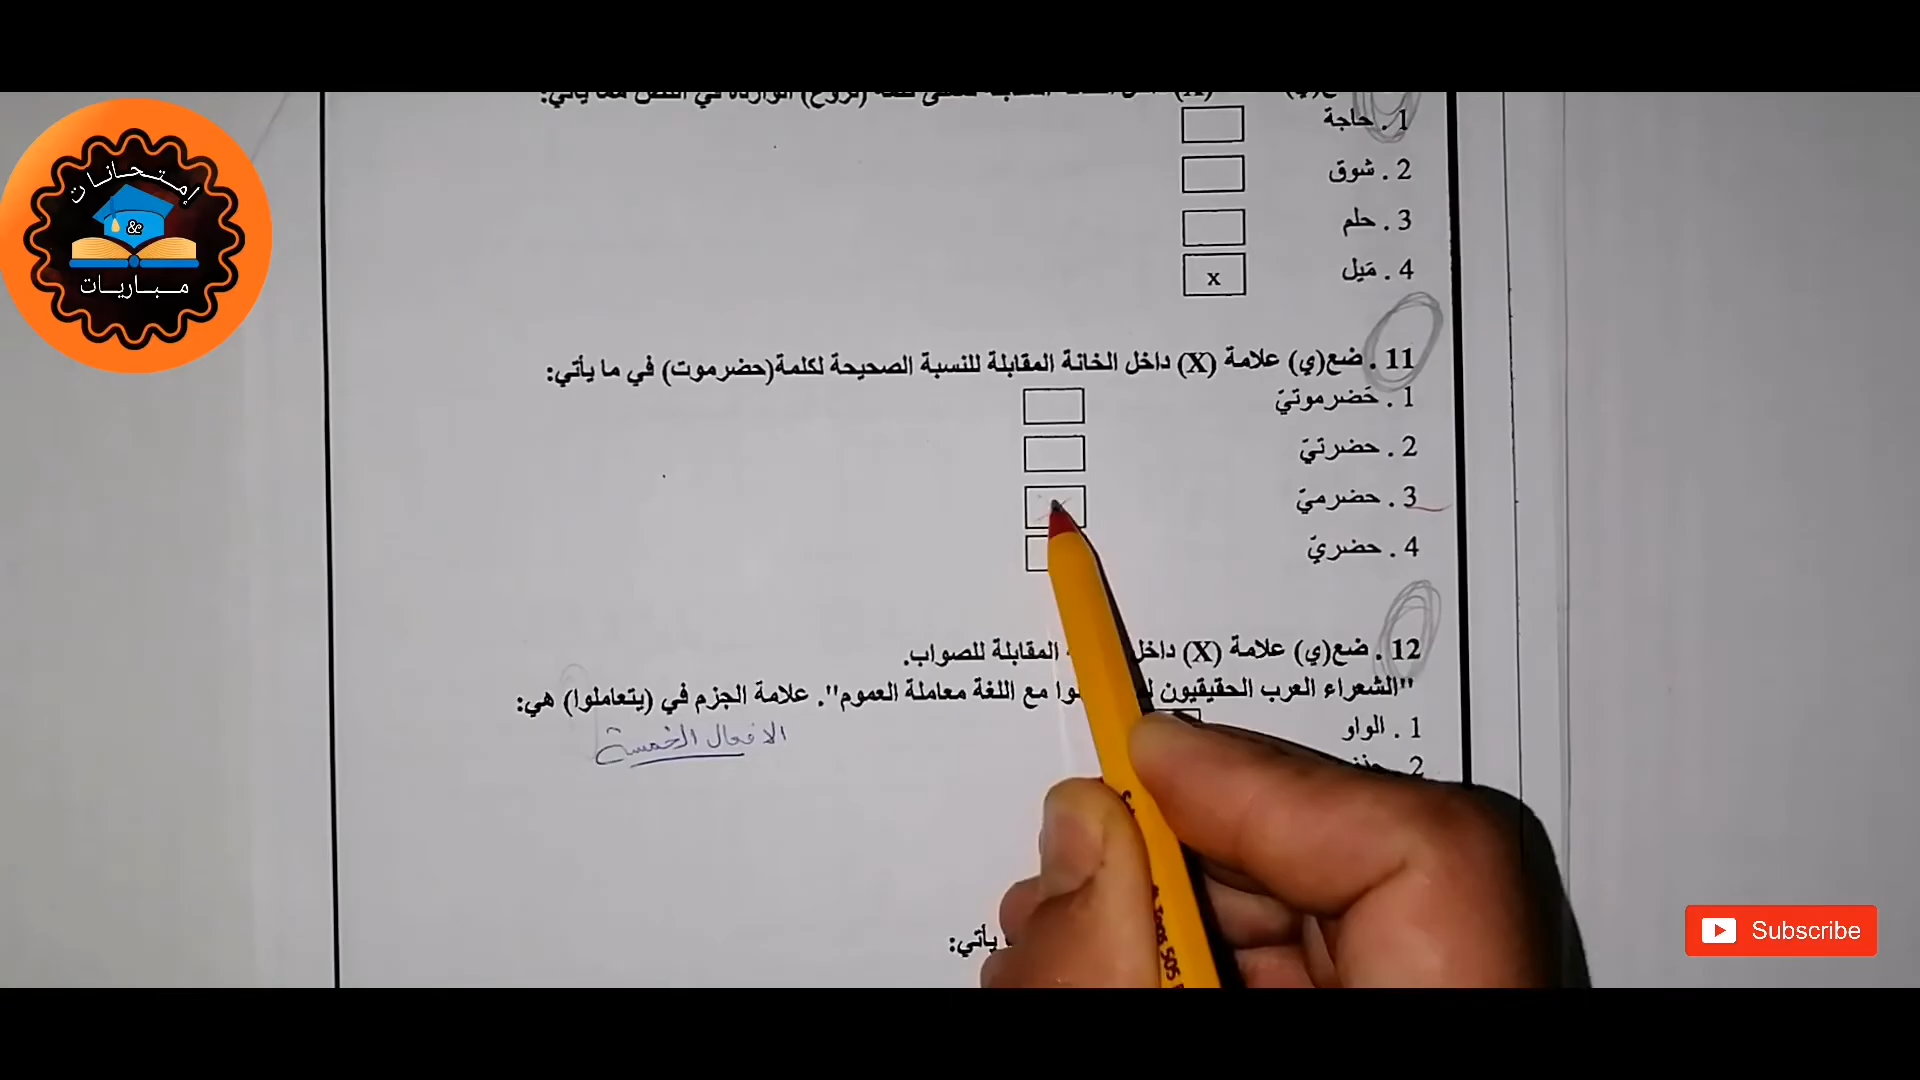 إمتحانات
&
مباريات
(X)
1 . حاجة
2 . شوق
3 . حلم
4 . مَيل
x
11 . ضع(ي) علامة (X) داخل الخانة المقابلة للنسبة الصحيحة لكلمة(حضرموت) في ما يأتي:
1 . حَضرموتيّ
2 . حضرتيّ
3 . حضرميّ
4 . حضريّ
12 . ضع(ي) علامة (X) داخل المقابلة للصواب.
"الشعراء العرب الحقيقيون مع اللغة معاملة العموم". علامة الجزم في (يتعاملوا) هي:
الافعال الخمسة
1 . الواو
2 .
يأتي:
Subscribe